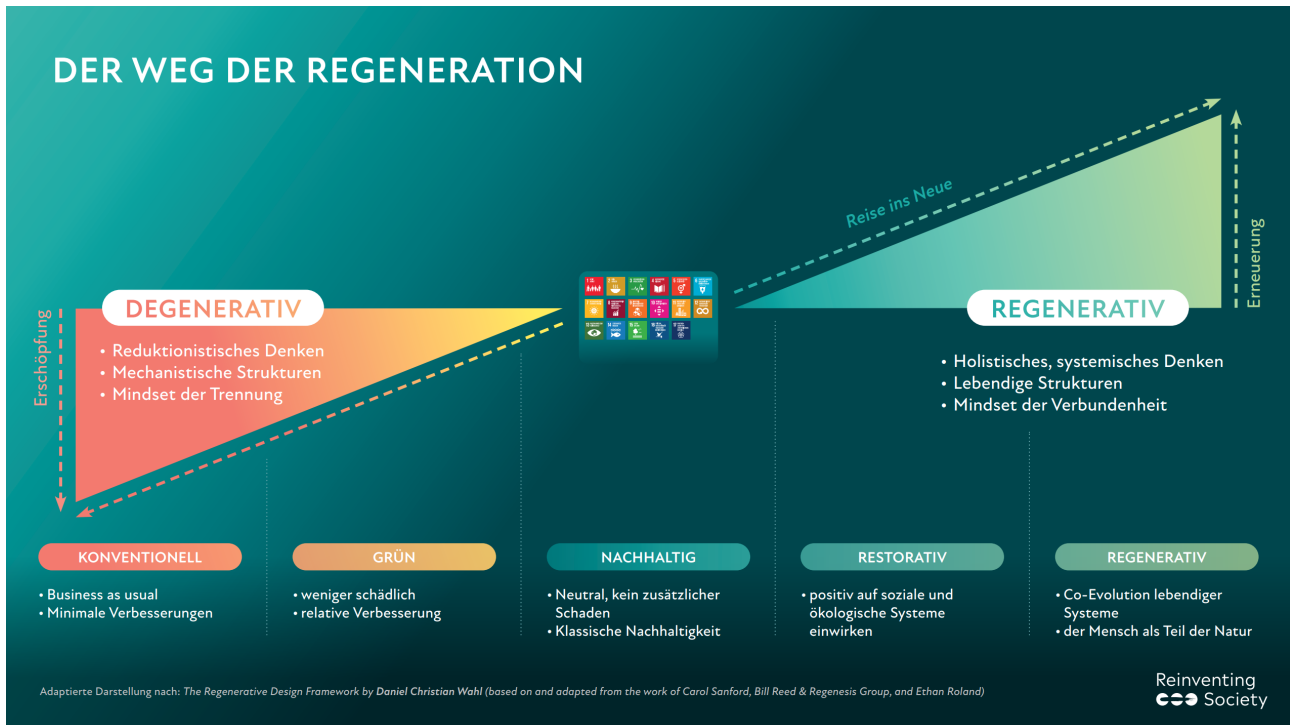 DER WEG DER REGENERATION
Reise ins Neue
Erneuerung
Erschöpfung
DEGENERATIV
• Reduktionistisches Denken
• Mechanistische Strukturen
• Mindset der Trennung
REGENERATIV
• Holistisches, systemisches Denken
• Lebendige Strukturen
• Mindset der Verbundenheit
KONVENTIONELL
• Business as usual
• Minimale Verbesserungen
GRÜN
• weniger schädlich
• relative Verbesserung
NACHHALTIG
• Neutral, kein zusätzlicher
Schaden
• Klassische Nachhaltigkeit
RESTORATIV
• positiv auf soziale und
ökologische Systeme
einwirken
REGENERATIV
• Co-Evolution lebendiger
Systeme
• der Mensch als Teil der Natur
Adaptierte Darstellung nach: The Regenerative Design Framework by Daniel Christian Wahl (based on and adapted from the work of Carol Sanford, Bill Reed & Regenesis Group, and Ethan Roland)
Reinventing
Society